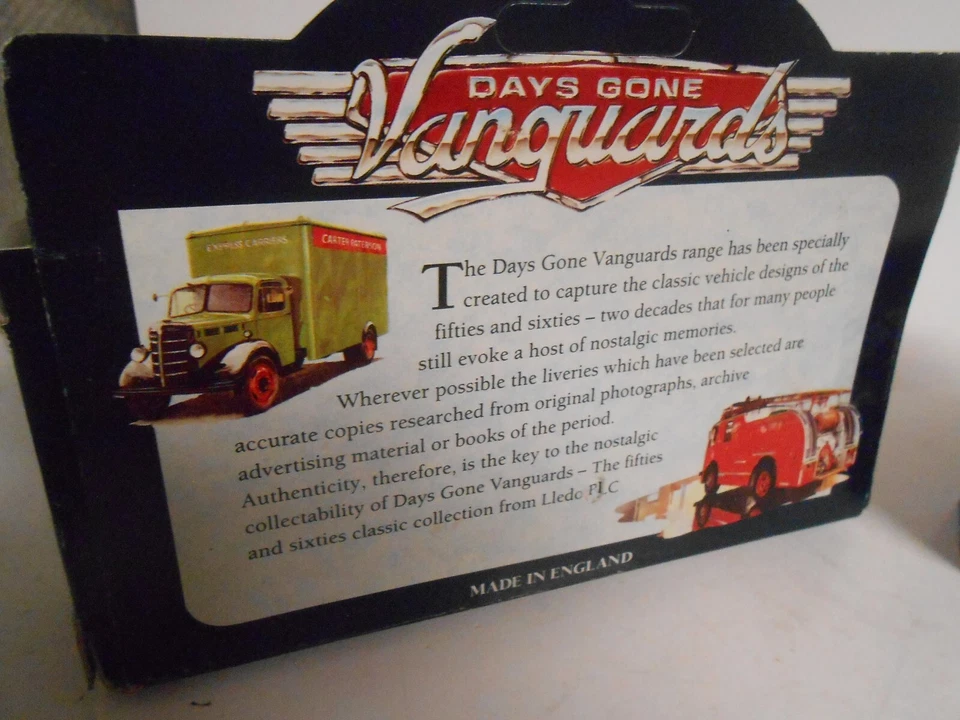 DAYS GONE
Vanguards
EXPRESS CARRIERS
CARTER PATERSON
The Days Gone Vanguards range has been specially
created to capture the classic vehicle designs of the
fifties and sixties – two decades that for many people
still evoke a host of nostalgic memories.
Wherever possible the liveries which have been selected are
accurate copies researched from original photographs, archive
advertising material or books of the period.
Authenticity, therefore, is the key to the nostalgic
collectability of Days Gone Vanguards – The fifties
and sixties classic collection from Lledo PLC
MADE IN ENGLAND